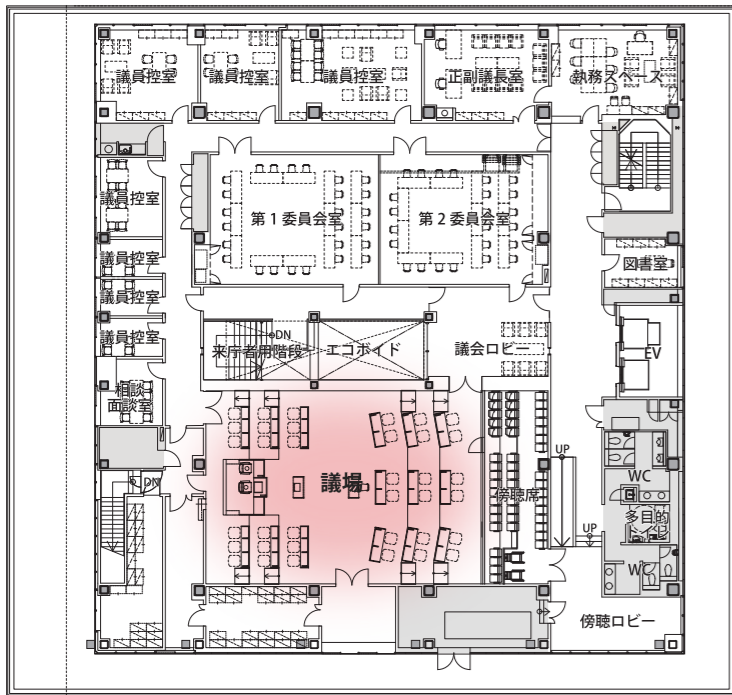 議員控室
議員控室
議員控室
正副議長室
執務スペース
議員控室
第1委員会室
第2委員会室
議員控室
図書室
議員控室
DN
議員控室
来庁者用階段
エコボイド
議会ロビー
EV
相談
面談室
UP
議場
WC
DN
傍聴席
多目的
UP
WC
傍聴ロビー